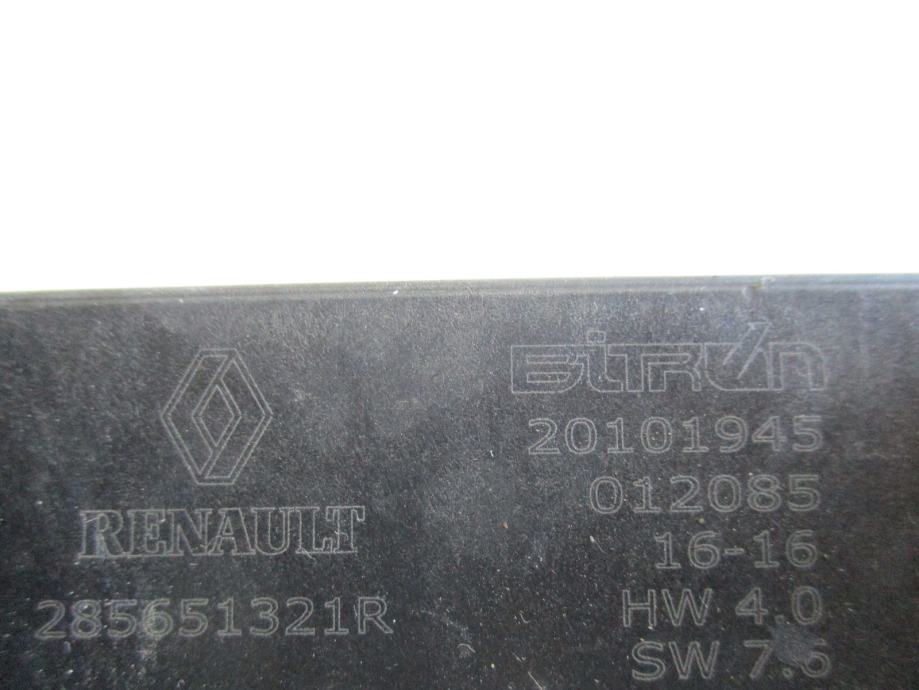 RENAULT
285651321R
BITRON
20101945
012085
16-16
HW 4.0
SW 7.6